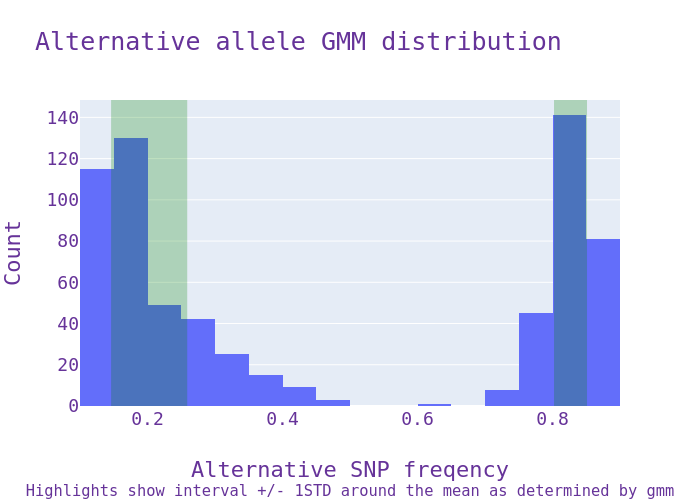 Alternative allele GMM distribution
140
120
100
80
60
40
20
0
Count
0.2 0.4 0.6 0.8
Alternative SNP freqency
Highlights show interval +/- 1STD around the mean as determined by gmm